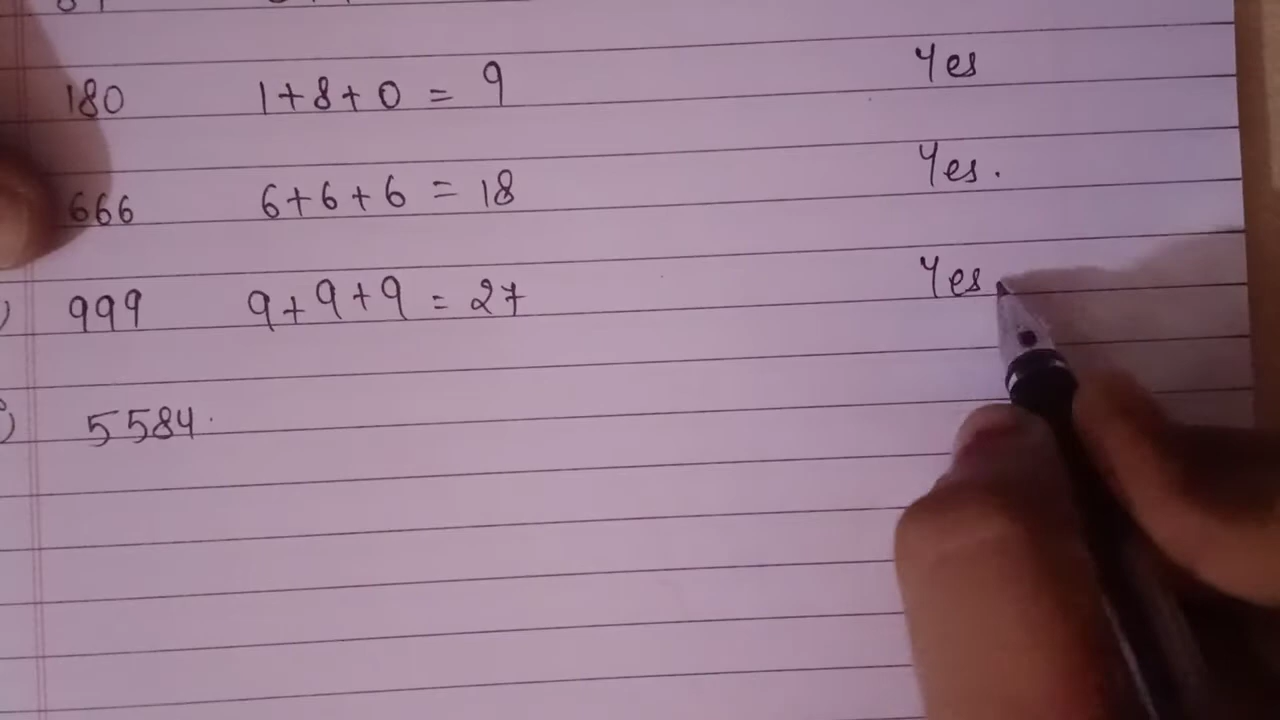 180 1+8+0 = 9 Yes
666 6+6+6 = 18 Yes.
) 999 9+9+9 = 27 Yes
) 5584.